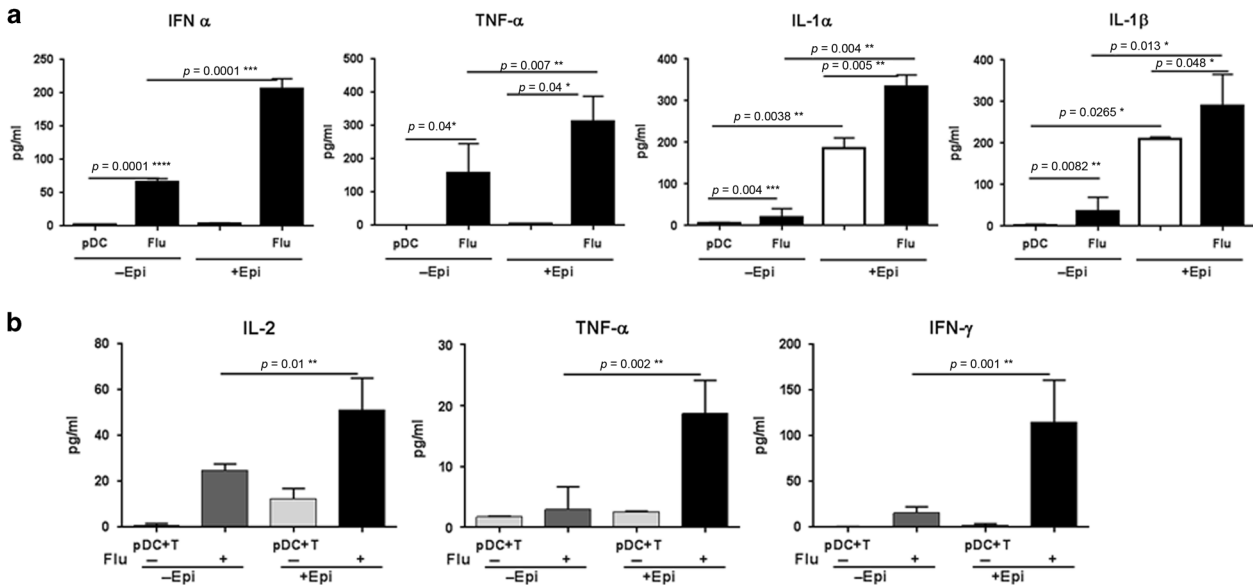 a
IFN α
TNF-α
IL-1α
IL-1β
250
200
150
100
50
0
pg/ml
p = 0.0001 ***
p = 0.0001 ****
pDC
Flu
Flu
–Epi
+Epi
500
400
300
200
100
0
pg/ml
p = 0.007 **
p = 0.04 *
p = 0.04*
pDC
Flu
Flu
–Epi
+Epi
400
300
200
100
0
pg/ml
p = 0.004 **
p = 0.005 **
p = 0.0038 **
p = 0.004 ***
pDC
Flu
Flu
–Epi
+Epi
400
300
200
100
0
pg/ml
p = 0.013 *
p = 0.048 *
p = 0.0265 *
p = 0.0082 **
pDC
Flu
Flu
–Epi
+Epi
b
IL-2
TNF-α
IFN-γ
80
60
40
20
0
pg/ml
p = 0.01 **
pDC+T
pDC+T
Flu – + – +
–Epi
+Epi
30
20
10
0
pg/ml
p = 0.002 **
pDC+T
pDC+T
Flu – + – +
–Epi
+Epi
200
150
100
50
0
pg/ml
p = 0.001 **
pDC+T
pDC+T
Flu – + – +
–Epi
+Epi